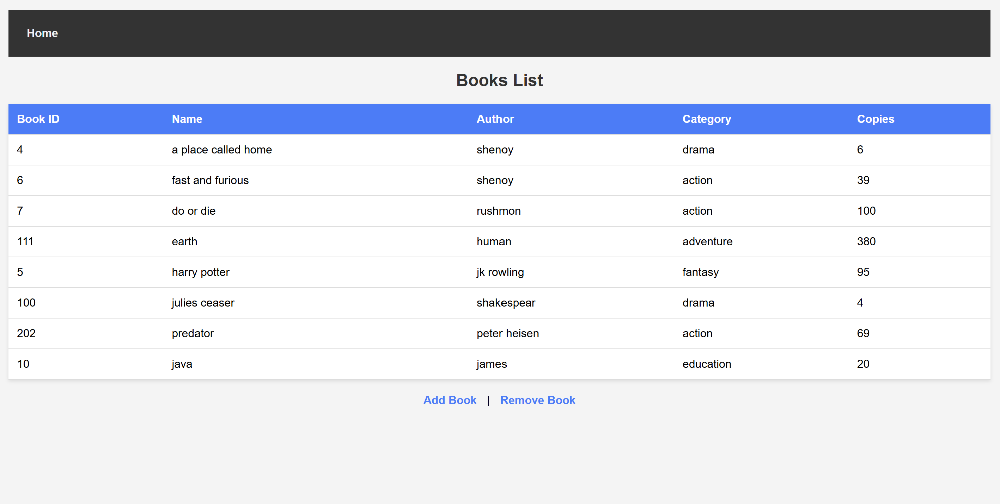 Home
Books List
Book ID Name Author Category Copies
4 a place called home shenoy drama 6
6 fast and furious shenoy action 39
7 do or die rushmon action 100
111 earth human adventure 380
5 harry potter jk rowling fantasy 95
100 julies ceaser shakespear drama 4
202 predator peter heisen action 69
10 java james education 20
Add Book | Remove Book